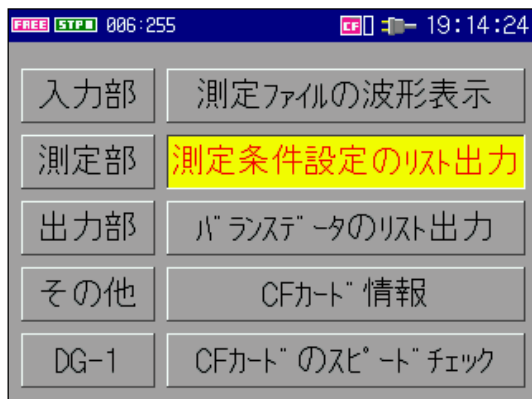 FREE STP 006:255 CF 19:14:24
入力部 測定ファイルの波形表示
測定部 測定条件設定のリスト出力
出力部 バランスデータのリスト出力
その他 CFカード情報
DG-1 CFカードのスピードチェック